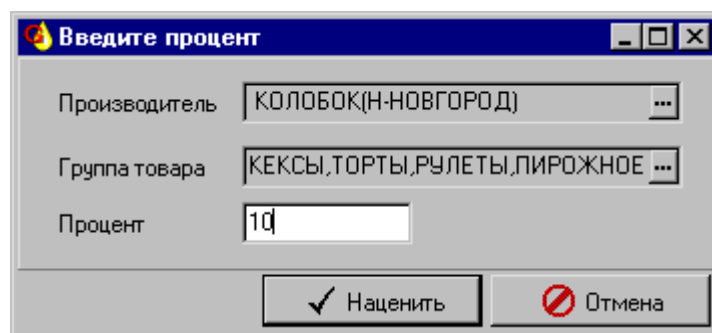 Введите процент
Производитель КОЛОБОК(Н-НОВГОРОД) ...
Группа товара КЕКСЫ,ТОРТЫ,РУЛЕТЫ,ПИРОЖНОЕ ...
Процент 10
Наценить Отмена